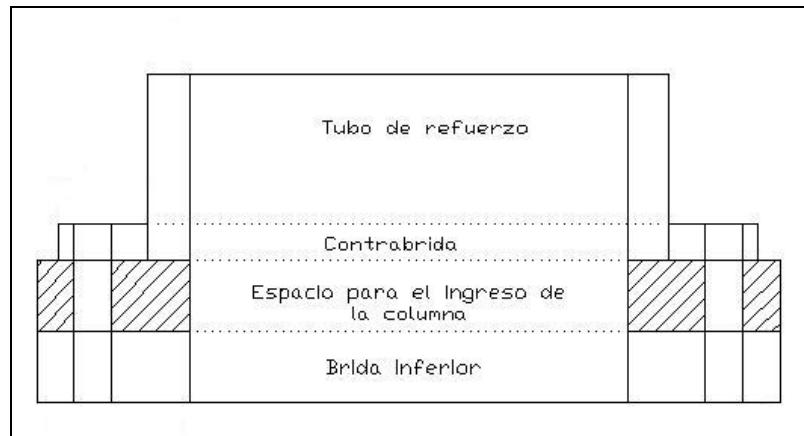 Tubo de refuerzo
Contrabrida
Espacio para el Ingreso de
la columna
Brida Inferior